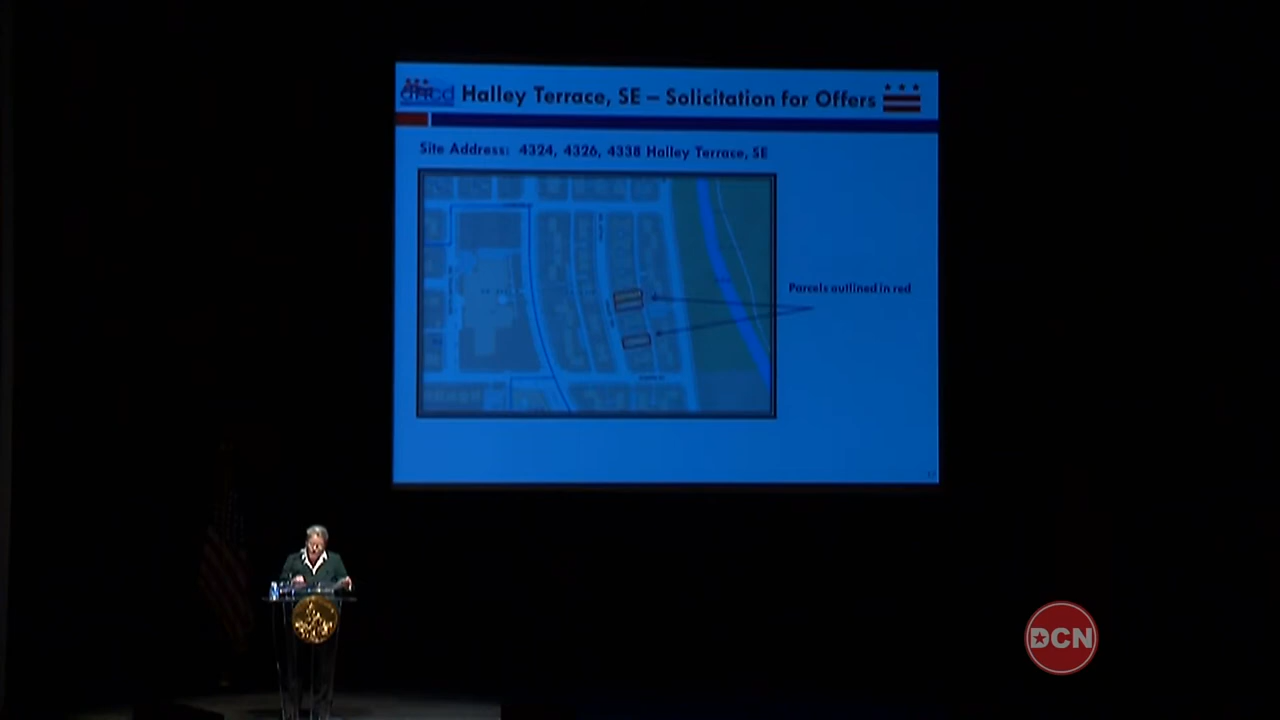 dhcd
Halley Terrace, SE – Solicitation for Offers
Site Address: 4324, 4326, 4338 Halley Terrace, SE
Parcels outlined in red
DCN